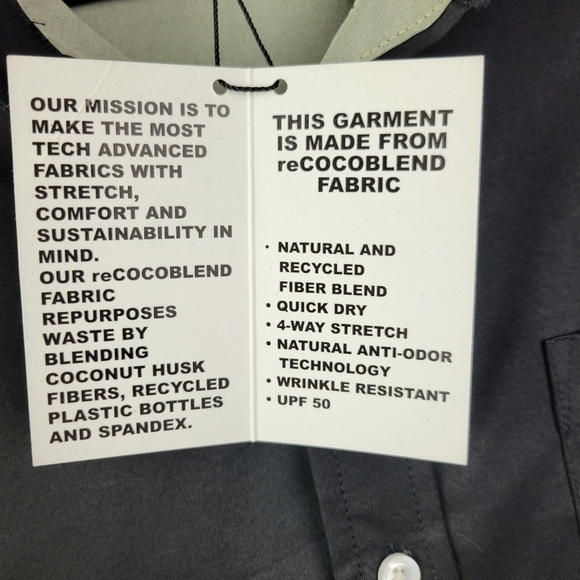 OUR MISSION IS TO
MAKE THE MOST
TECH ADVANCED
FABRICS WITH
STRETCH,
COMFORT AND
SUSTAINABILITY IN
MIND.
OUR reCOCOBLEND
FABRIC
REPURPOSES
WASTE BY
BLENDING
COCONUT HUSK
FIBERS, RECYCLED
PLASTIC BOTTLES
AND SPANDEX.
THIS GARMENT
IS MADE FROM
reCOCOBLEND
FABRIC
• NATURAL AND
RECYCLED
FIBER BLEND
• QUICK DRY
• 4-WAY STRETCH
• NATURAL ANTI-ODOR
TECHNOLOGY
• WRINKLE RESISTANT
• UPF 50